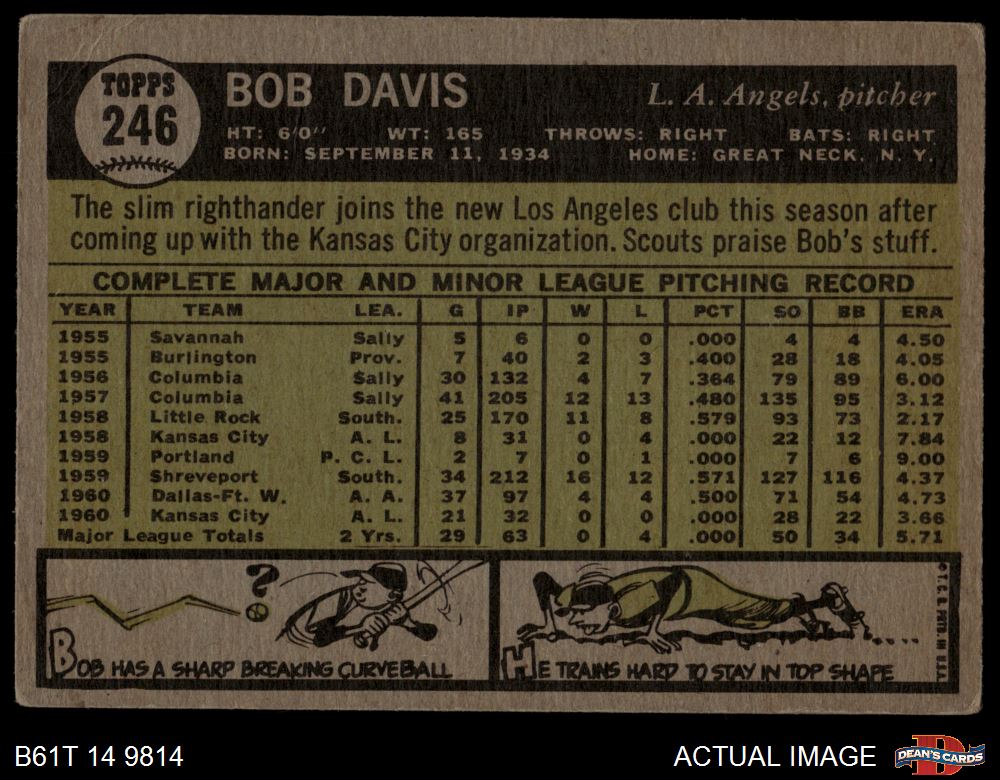 TOPPS
246
BOB DAVIS
L. A. Angels, pitcher
HT: 6'0" WT: 165 THROWS: RIGHT BATS: RIGHT
BORN: SEPTEMBER 11, 1934 HOME: GREAT NECK, N. Y.
The slim righthander joins the new Los Angeles club this season after
coming up with the Kansas City organization. Scouts praise Bob's stuff.
COMPLETE MAJOR AND MINOR LEAGUE PITCHING RECORD
YEAR TEAM LEA. G IP W L PCT SO BB ERA
1955 Savannah Sally 5 6 0 0 .000 4 4 4.50
1955 Burlington Prov. 7 40 2 3 .400 28 18 4.05
1956 Columbia Sally 30 132 4 7 .364 79 89 6.00
1957 Columbia Sally 41 205 12 13 .480 135 95 3.12
1958 Little Rock South. 25 170 11 8 .579 93 73 2.17
1958 Kansas City A. L. 8 31 0 4 .000 22 12 7.84
1959 Portland P. C. L. 2 7 0 1 .000 7 6 9.00
1959 Shreveport South. 34 212 16 12 .571 127 116 4.37
1960 Dallas-Ft. W. A. A. 37 97 4 4 .500 71 54 4.73
1960 Kansas City A. L. 21 32 0 0 .000 28 22 3.66
Major League Totals 2 Yrs. 29 63 0 4 .000 50 34 5.71
?
BOB HAS A SHARP BREAKING CURVEBALL
HE TRAINS HARD TO STAY IN TOP SHAPE
© T. C. G. PRTD. IN U.S.A.
B61T 14 9814
ACTUAL IMAGE
D
DEAN'S CARDS